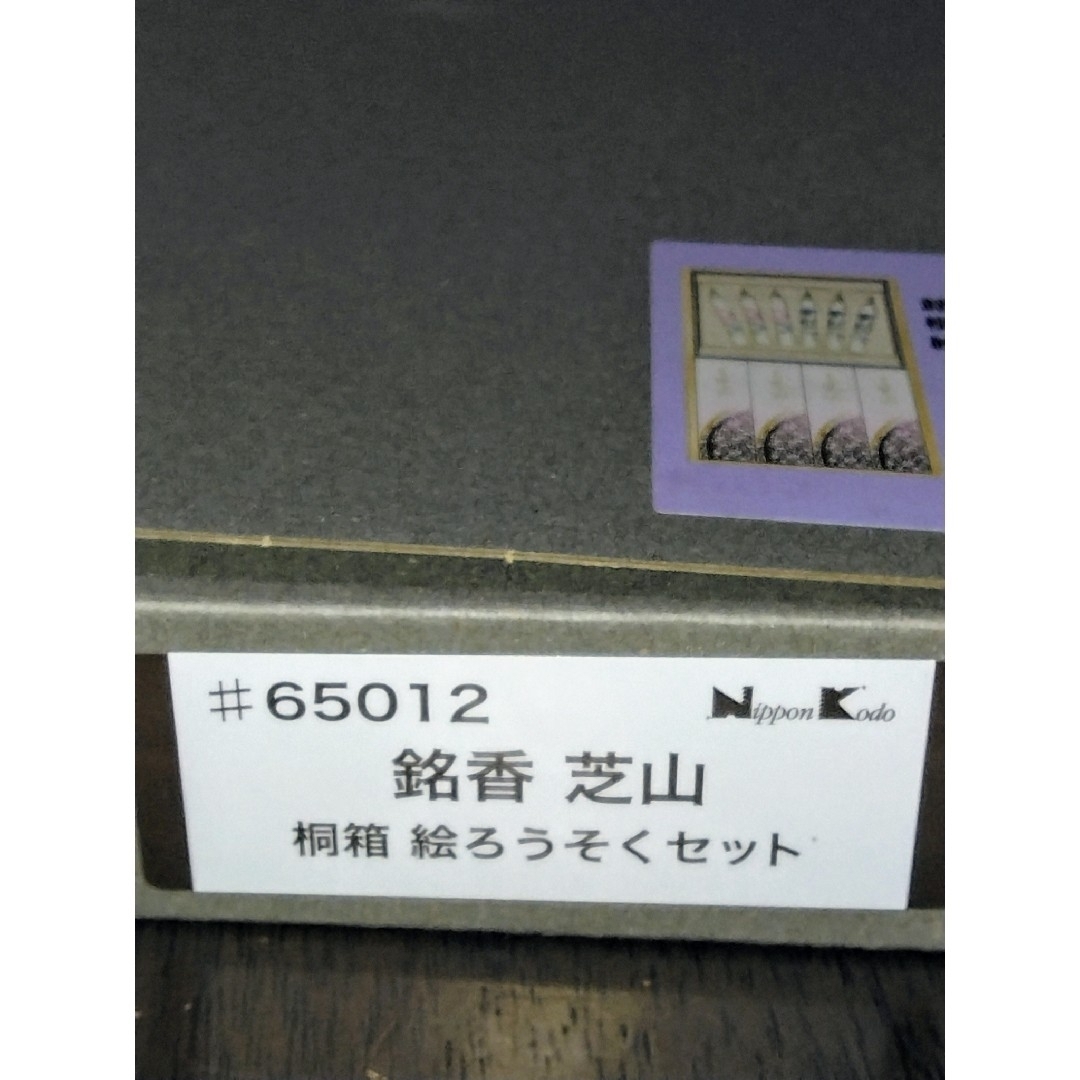 #65012
Nippon Kodo
銘香 芝山
桐箱 絵ろうそくセット